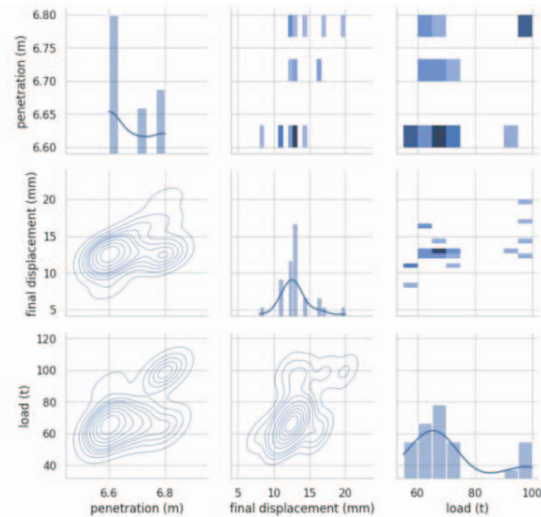 penetration (m)
6.80
6.75
6.70
6.65
6.60
final displacement (mm)
20
15
10
5
load (t)
120
100
80
60
40
6.6 6.8
penetration (m)
5 10 15 20
final displacement (mm)
60 80 100
load (t)